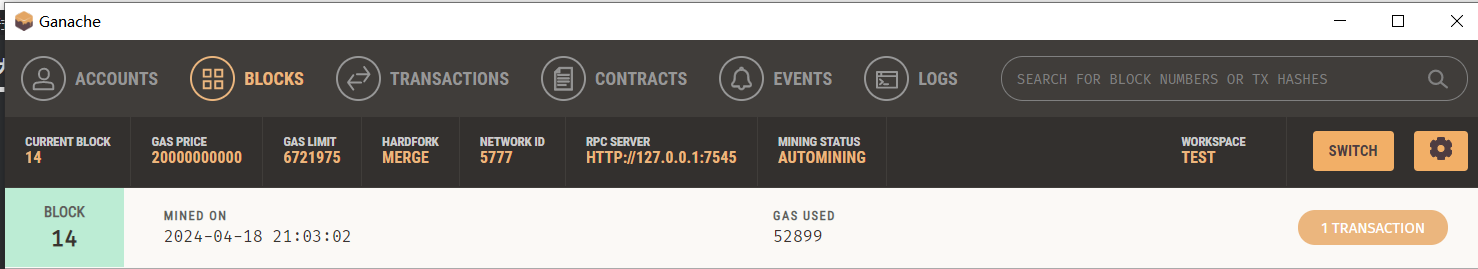 Ganache
ACCOUNTS BLOCKS TRANSACTIONS CONTRACTS EVENTS LOGS SEARCH FOR BLOCK NUMBERS OR TX HASHES
CURRENT BLOCK GAS PRICE GAS LIMIT HARDFORK NETWORK ID RPC SERVER MINING STATUS WORKSPACE
14 20000000000 6721975 MERGE 5777 HTTP://127.0.0.1:7545 AUTOMINING TEST SWITCH
BLOCK MINED ON GAS USED
14 2024-04-18 21:03:02 52899 1 TRANSACTION